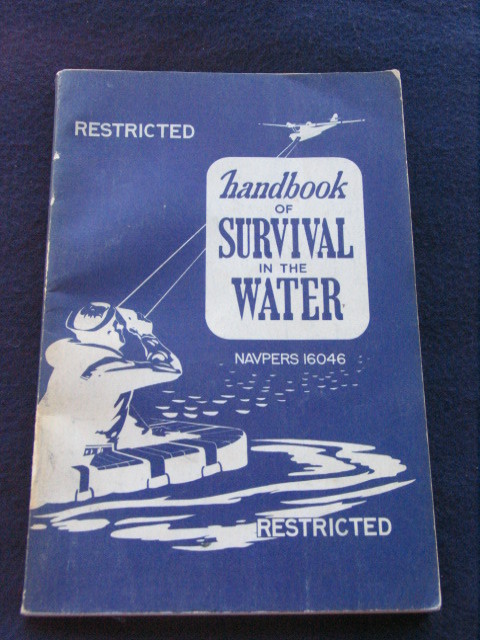 RESTRICTED
handbook
OF
SURVIVAL
IN THE
WATER
NAVPERS 16046
RESTRICTED